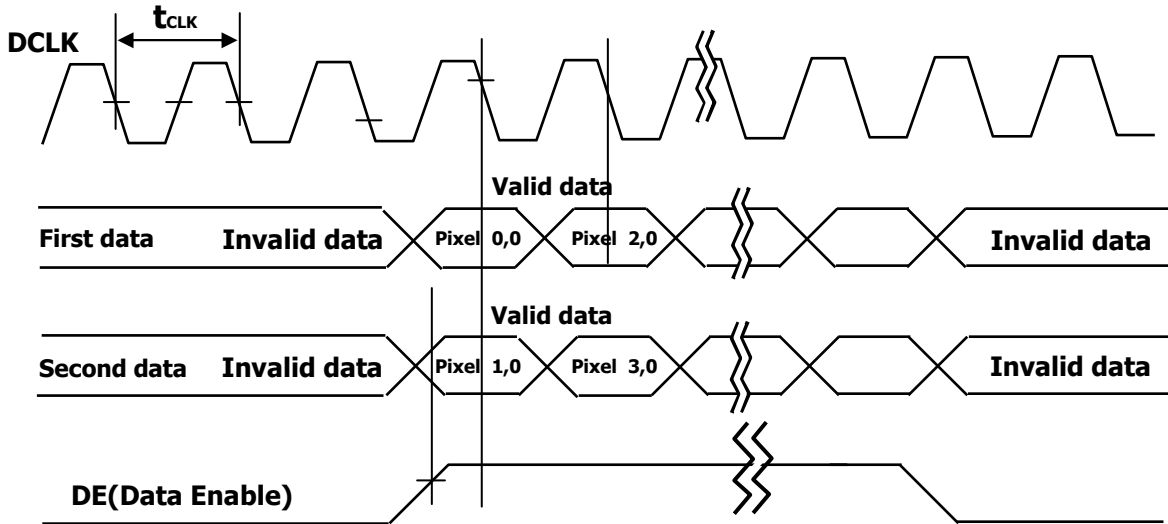 tCLK
DCLK
Valid data
First data Invalid data Pixel 0,0 Pixel 2,0 Invalid data
Valid data
Second data Invalid data Pixel 1,0 Pixel 3,0 Invalid data
DE(Data Enable)